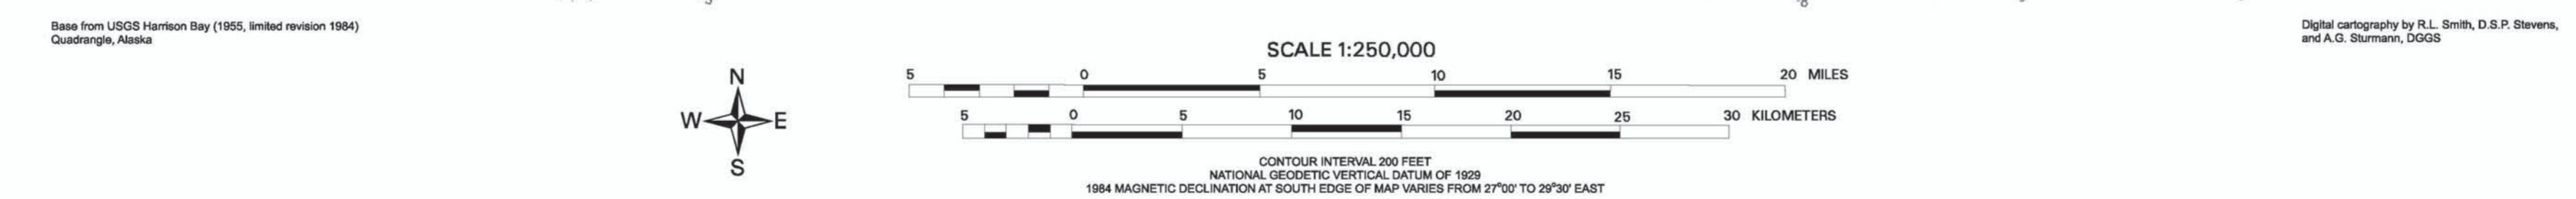 Base from USGS Harrison Bay (1955, limited revision 1984)
Quadrangle, Alaska
Digital cartography by R.L. Smith, D.S.P. Stevens,
and A.G. Sturmann, DGGS
SCALE 1:250,000
5 0 5 10 15 20 MILES
5 0 5 10 15 20 25 30 KILOMETERS
N
W E
S
CONTOUR INTERVAL 200 FEET
NATIONAL GEODETIC VERTICAL DATUM OF 1929
1984 MAGNETIC DECLINATION AT SOUTH EDGE OF MAP VARIES FROM 27°00' TO 29°30' EAST